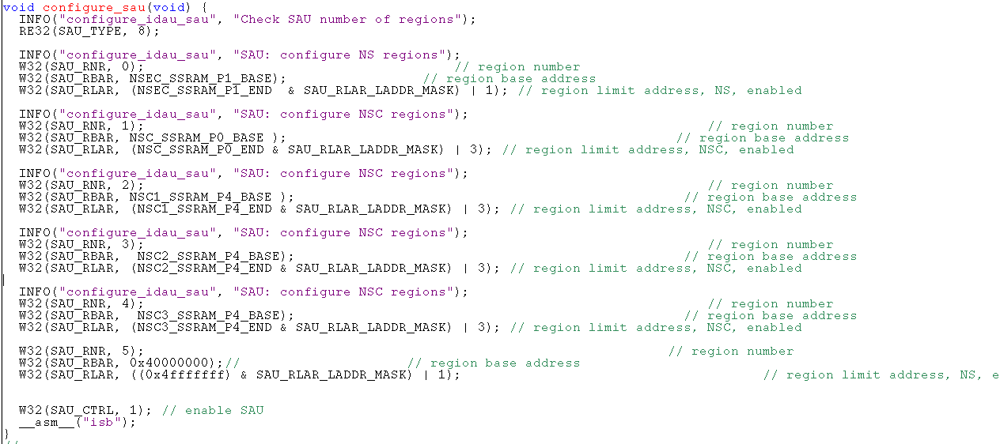 void configure_sau(void) {
INFO("configure_idau_sau", "Check SAU number of regions");
RE32(SAU_TYPE, 8);
INFO("configure_idau_sau", "SAU: configure NS regions");
W32(SAU_RNR, 0); // region number
W32(SAU_RBAR, NSEC_SSRAM_P1_BASE); // region base address
W32(SAU_RLAR, (NSEC_SSRAM_P1_END & SAU_RLAR_LADDR_MASK) | 1); // region limit address, NS, enabled
INFO("configure_idau_sau", "SAU: configure NSC regions");
W32(SAU_RNR, 1); // region number
W32(SAU_RBAR, NSC_SSRAM_P0_BASE ); // region base address
W32(SAU_RLAR, (NSC_SSRAM_P0_END & SAU_RLAR_LADDR_MASK) | 3); // region limit address, NSC, enabled
INFO("configure_idau_sau", "SAU: configure NSC regions");
W32(SAU_RNR, 2); // region number
W32(SAU_RBAR, NSC1_SSRAM_P4_BASE ); // region base address
W32(SAU_RLAR, (NSC1_SSRAM_P4_END & SAU_RLAR_LADDR_MASK) | 3); // region limit address, NSC, enabled
INFO("configure_idau_sau", "SAU: configure NSC regions");
W32(SAU_RNR, 3); // region number
W32(SAU_RBAR, NSC2_SSRAM_P4_BASE); // region base address
W32(SAU_RLAR, (NSC2_SSRAM_P4_END & SAU_RLAR_LADDR_MASK) | 3); // region limit address, NSC, enabled
INFO("configure_idau_sau", "SAU: configure NSC regions");
W32(SAU_RNR, 4); // region number
W32(SAU_RBAR, NSC3_SSRAM_P4_BASE); // region base address
W32(SAU_RLAR, (NSC3_SSRAM_P4_END & SAU_RLAR_LADDR_MASK) | 3); // region limit address, NSC, enabled
W32(SAU_RNR, 5); // region number
W32(SAU_RBAR, 0x40000000);// // region base address
W32(SAU_RLAR, ((0x4fffffff) & SAU_RLAR_LADDR_MASK) | 1); // region limit address, NS, e
W32(SAU_CTRL, 1); // enable SAU
__asm__("isb");
}